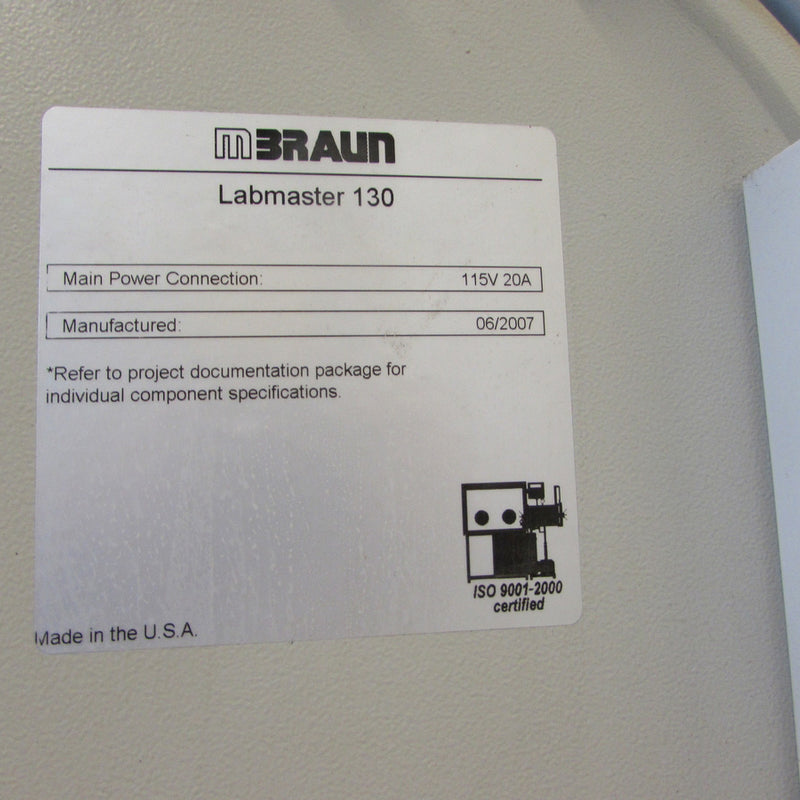 mBRAUN
Labmaster 130
Main Power Connection: 115V 20A
Manufactured: 06/2007
*Refer to project documentation package for
individual component specifications.
ISO 9001-2000
certified
Made in the U.S.A.